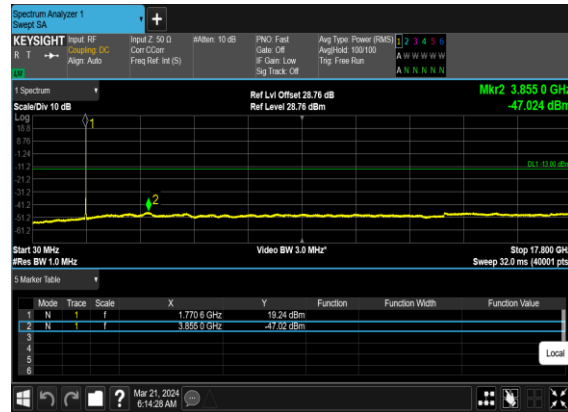 Spectrum Analyzer 1
Swept SA
+
KEYSIGHT Input: RF Input Z: 50 Ω #Atten: 10 dB PNO: Fast Avg Type: Power (RMS) 1 2 3 4 5 6
R T Coupling: DC Corr CCorr Gate: Off Avg|Hold: 100/100 A W W W W W
Align: Auto Freq Ref: Int (S) IF Gain: Low Trig: Free Run
Sig Track: Off A N N N N N
1 Spectrum Ref Lvl Offset 28.76 dB Mkr2 3.855 0 GHz
Scale/Div 10 dB Ref Level 28.76 dBm -47.024 dBm
Log
18.8
8.76
-1.24
-11.2 DL1 -13.00 dBm
-21.2
-31.2
-41.2
-51.2
-61.2
1
2
Start 30 MHz Video BW 3.0 MHz* Stop 17.800 GHz
#Res BW 1.0 MHz Sweep 32.0 ms (40001 pts)
5 Marker Table
Mode Trace Scale X Y Function Function Width Function Value
1 N 1 f 1.770 6 GHz 19.24 dBm
2 N 1 f 3.855 0 GHz -47.02 dBm
3
4
5
6
Local
? Mar 21, 2024
6:14:28 AM